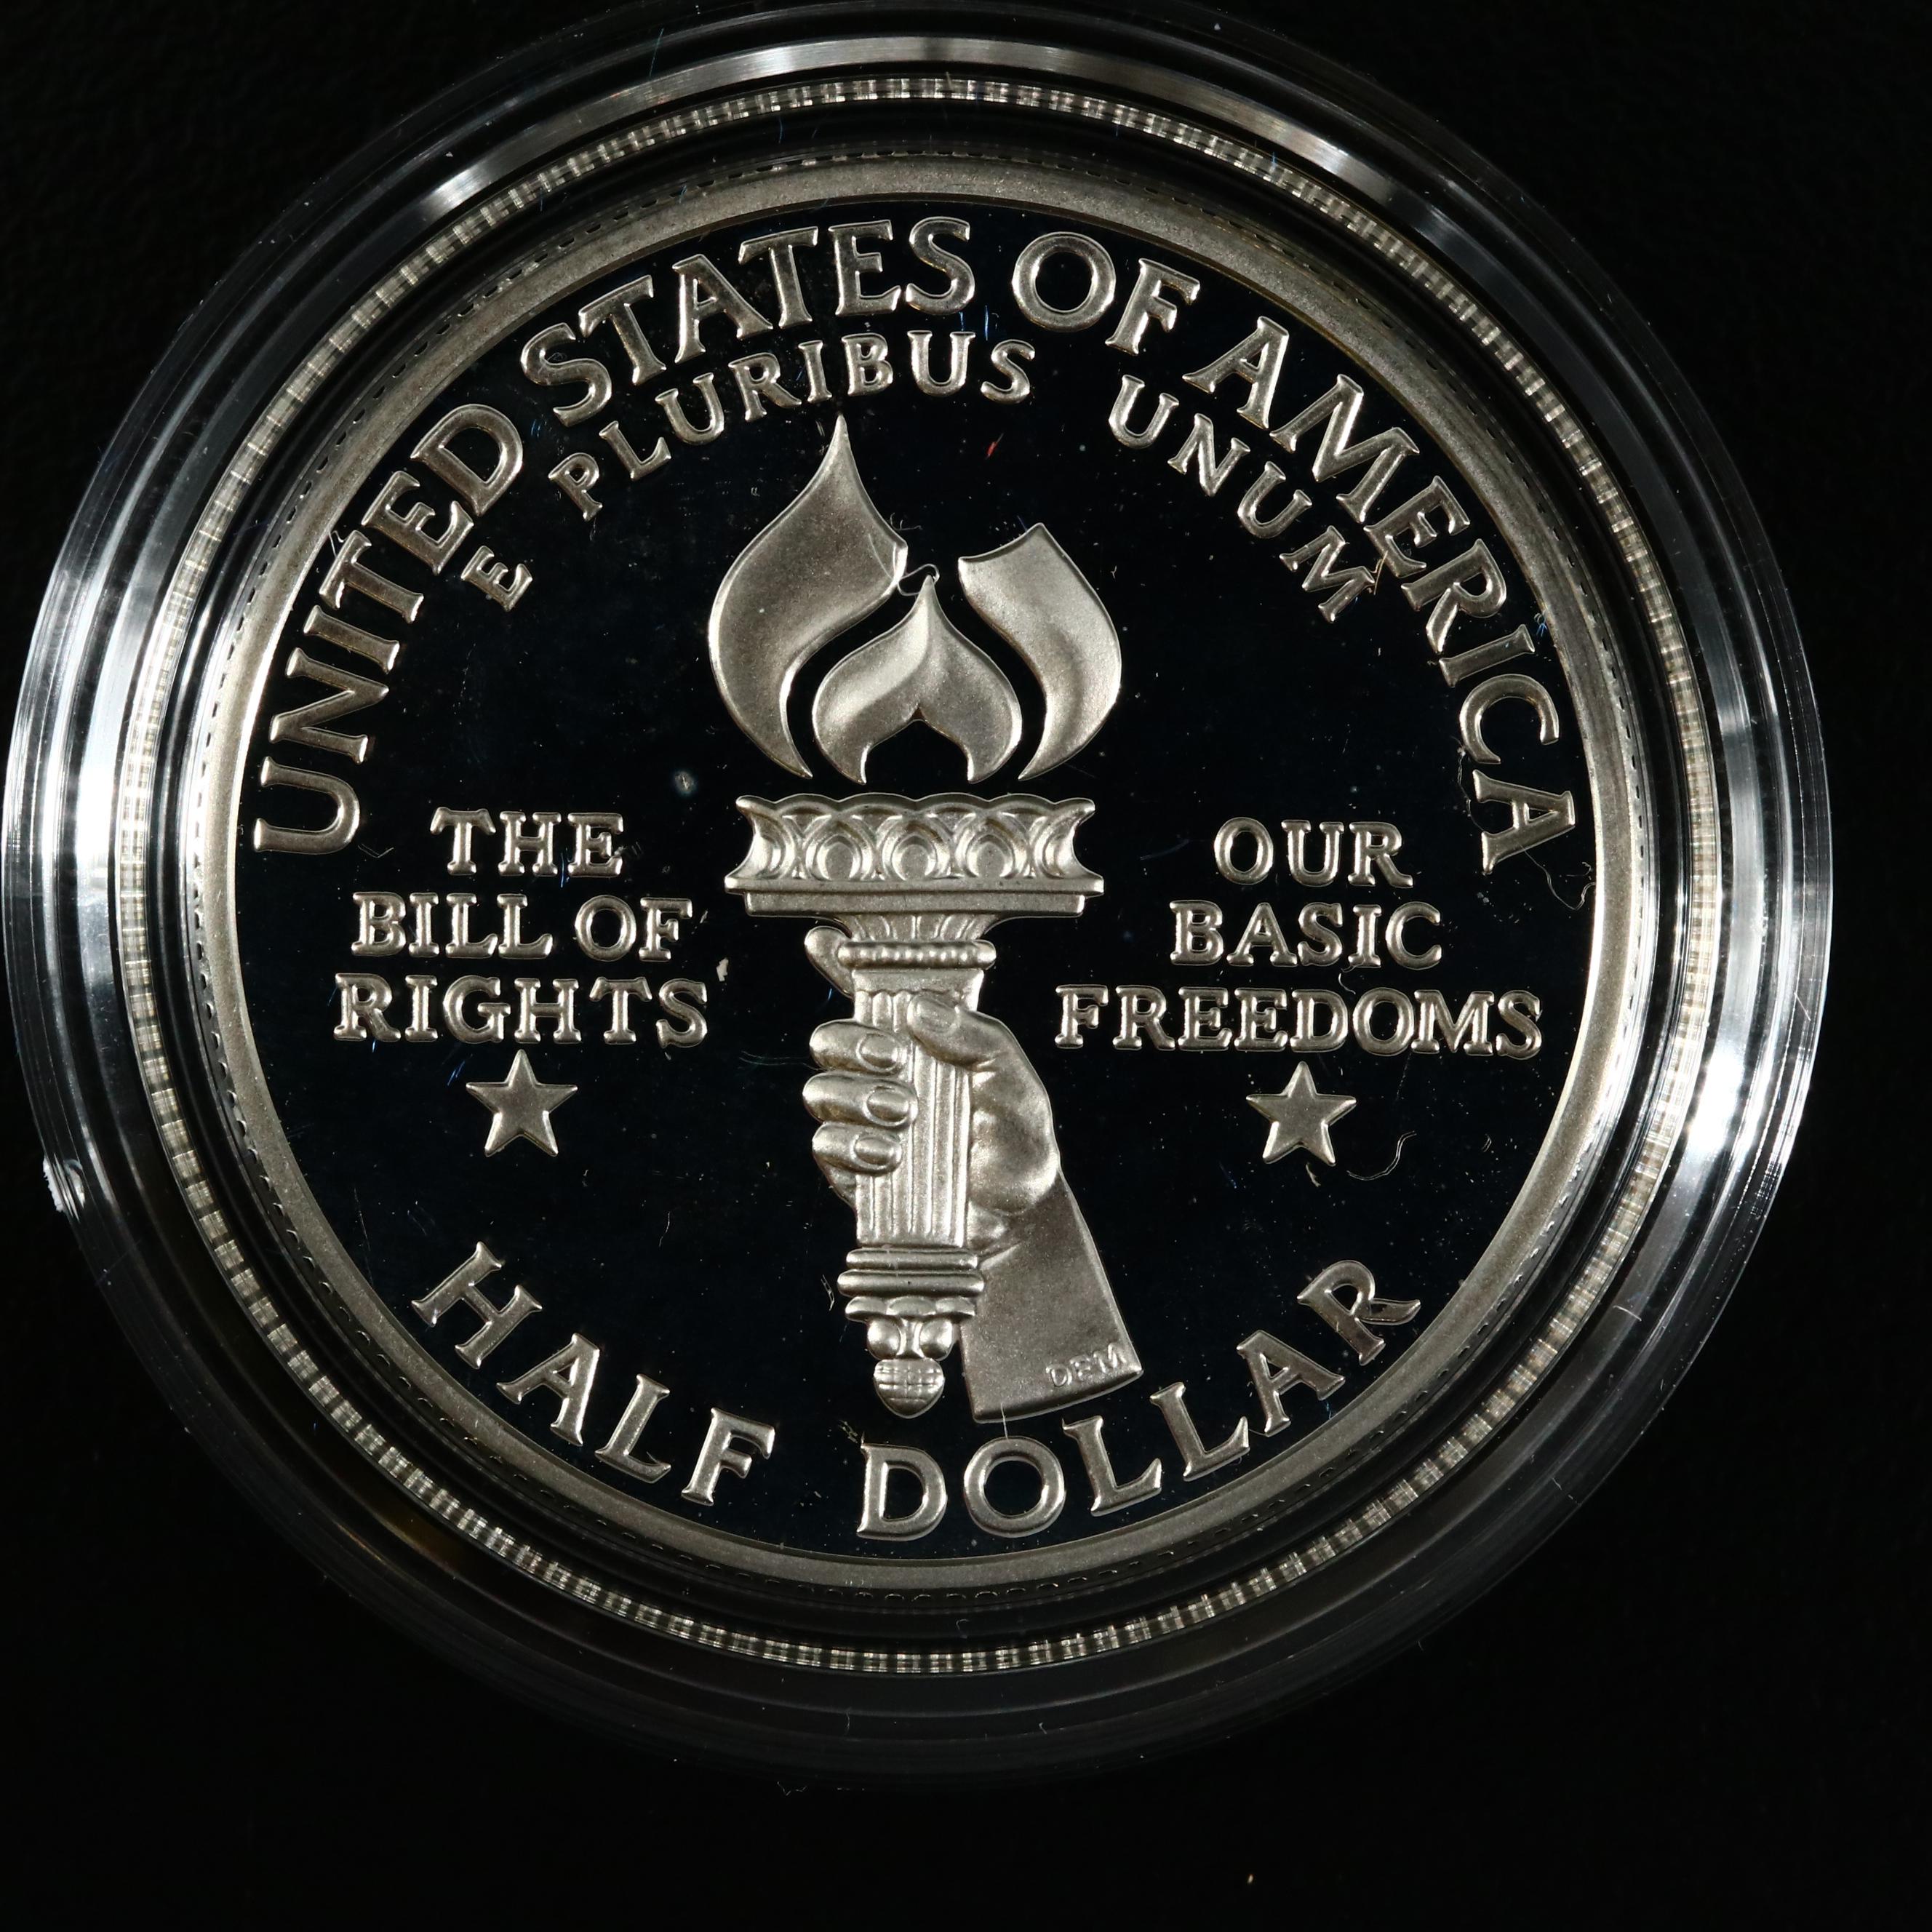 UNITED STATES OF AMERICA
E PLURIBUS UNUM
THE
BILL OF
RIGHTS
OUR
BASIC
FREEDOMS
DEM
HALF DOLLAR